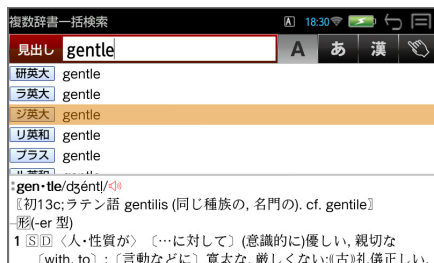 複数辞書一括検索 A 18:30
見出し gentle A あ 漢
研英大 gentle
ラ英大 gentle
ジ英大 gentle
リ英和 gentle
プラス gentle
gen·tle/dʒéntl/
〖初13c;ラテン語 gentilis (同じ種族の, 名門の). cf. gentile〗
─形(-er 型)
1 S D 〈人・性質が〉〔…に対して〕(意識的に)優しい, 親切な
〔with, to〕;〔言動などに〕寛大な, 厳しくない;《古》礼儀正しい,